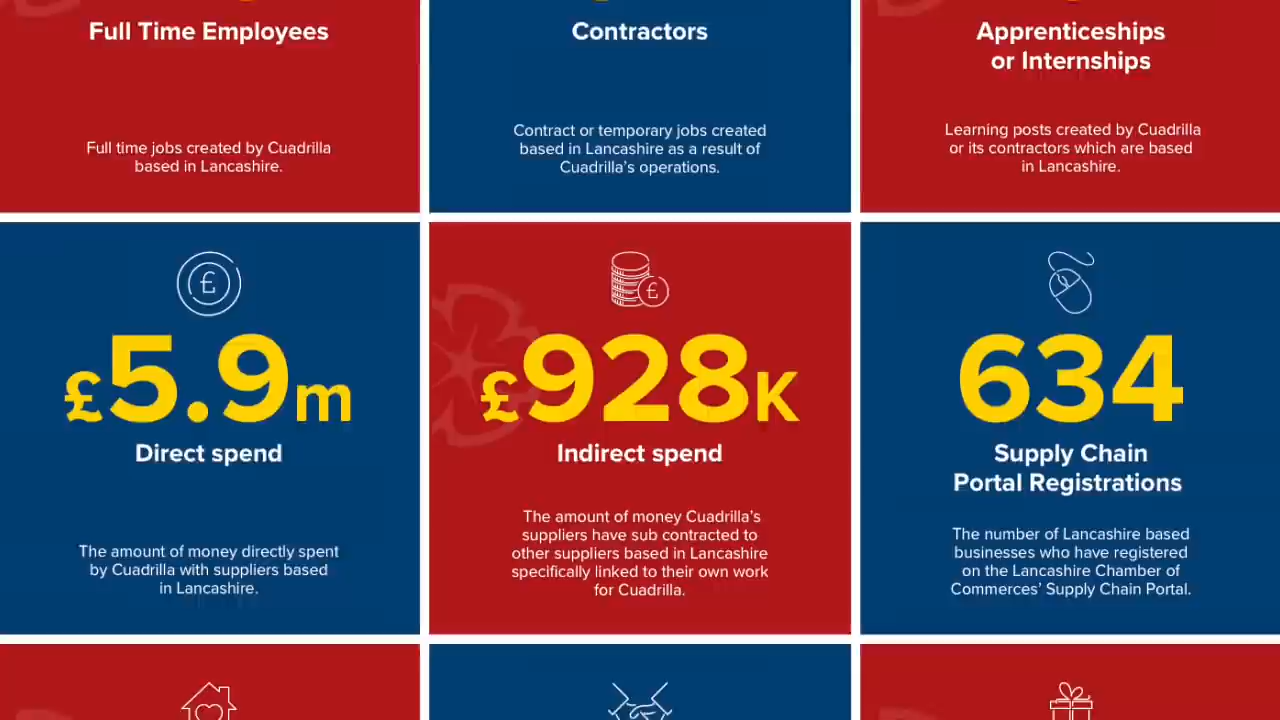 Full Time Employees
Full time jobs created by Cuadrilla
based in Lancashire.
Contractors
Contract or temporary jobs created
based in Lancashire as a result of
Cuadrilla's operations.
Apprenticeships
or Internships
Learning posts created by Cuadrilla
or its contractors which are based
in Lancashire.
£
£5.9m
Direct spend
The amount of money directly spent
by Cuadrilla with suppliers based
in Lancashire.
£
£928K
Indirect spend
The amount of money Cuadrilla's
suppliers have sub contracted to
other suppliers based in Lancashire
specifically linked to their own work
for Cuadrilla.
634
Supply Chain
Portal Registrations
The number of Lancashire based
businesses who have registered
on the Lancashire Chamber of
Commerces' Supply Chain Portal.